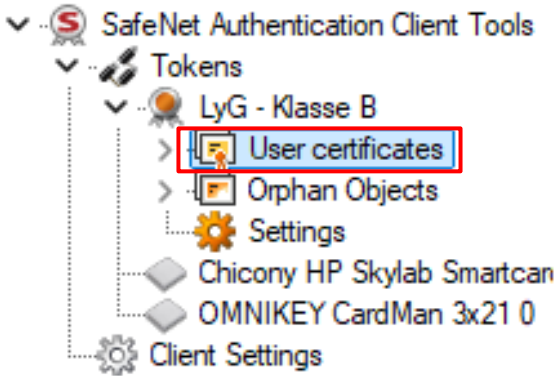 SafeNet Authentication Client Tools
Tokens
LyG - Klasse B
User certificates
Orphan Objects
Settings
Chicony HP Skylab Smartcar
OMNIKEY CardMan 3x21 0
Client Settings